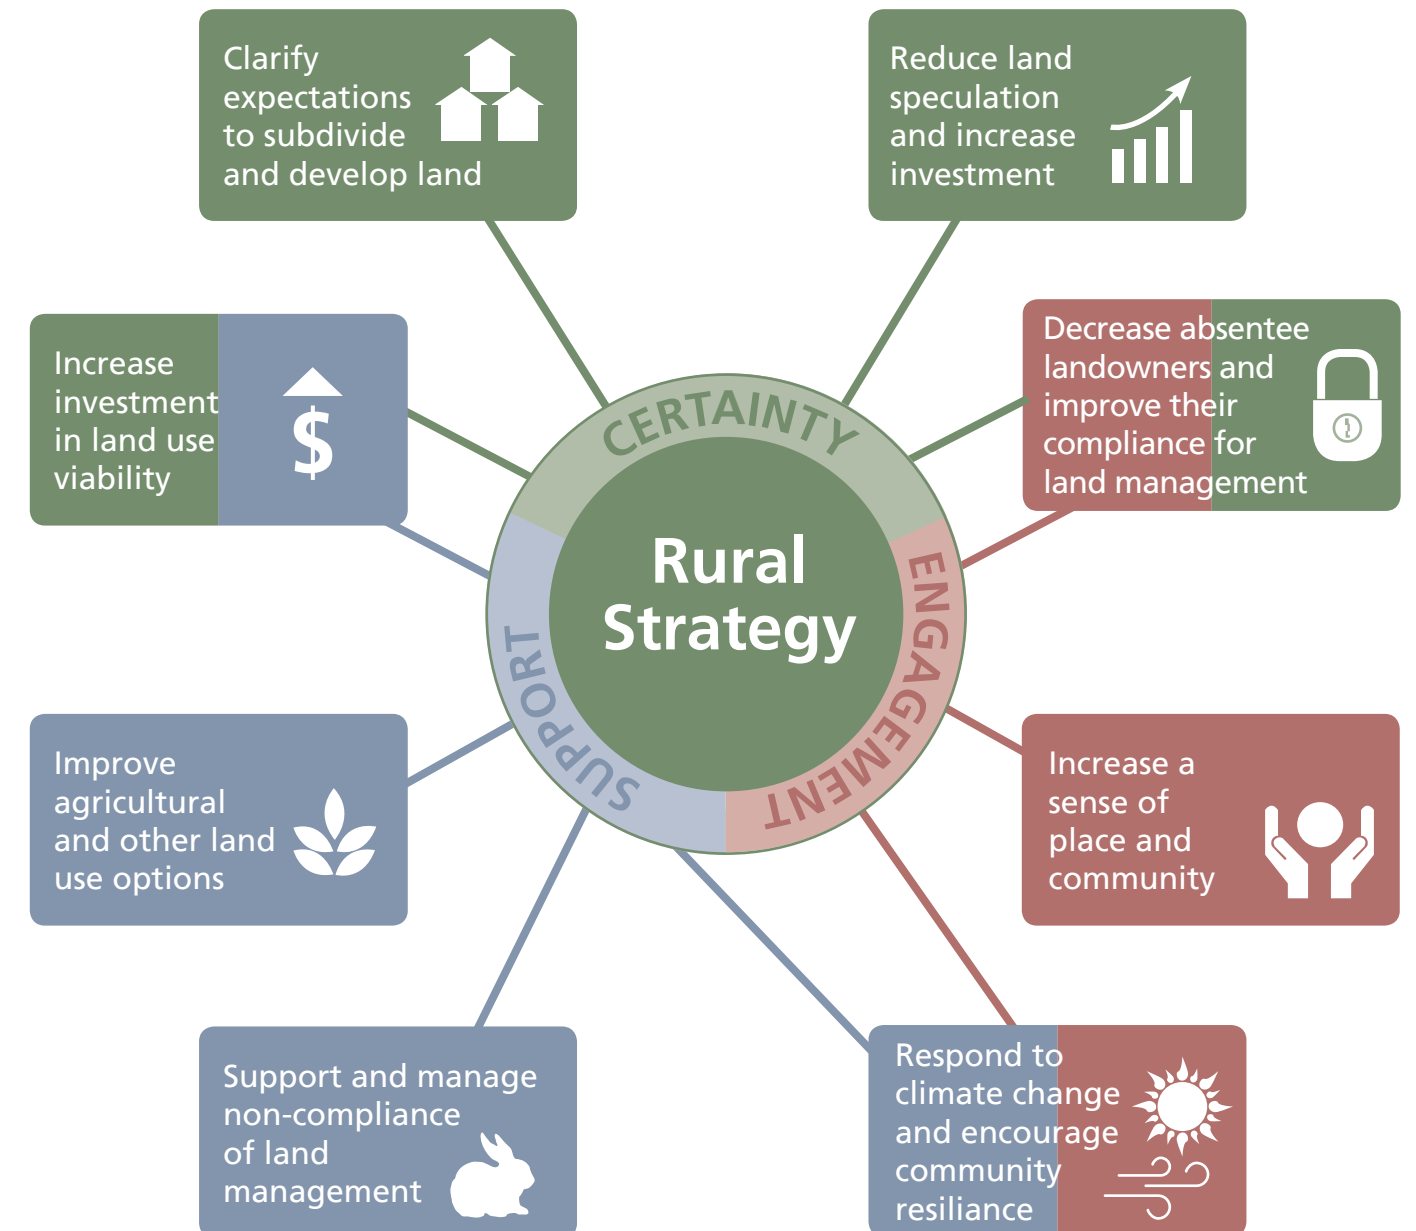 Clarify
expectations
to subdivide
and develop land
Reduce land
speculation
and increase
investment
Increase
investment
in land use
viability
$
Decrease absentee
landowners and
improve their
compliance for
land management
CERTAINTY
ENGAGEMENT
SUPPORT
Rural
Strategy
Improve
agricultural
and other land
use options
Increase a
sense of
place and
community
Support and manage
non-compliance
of land
management
Respond to
climate change
and encourage
community
resiliance